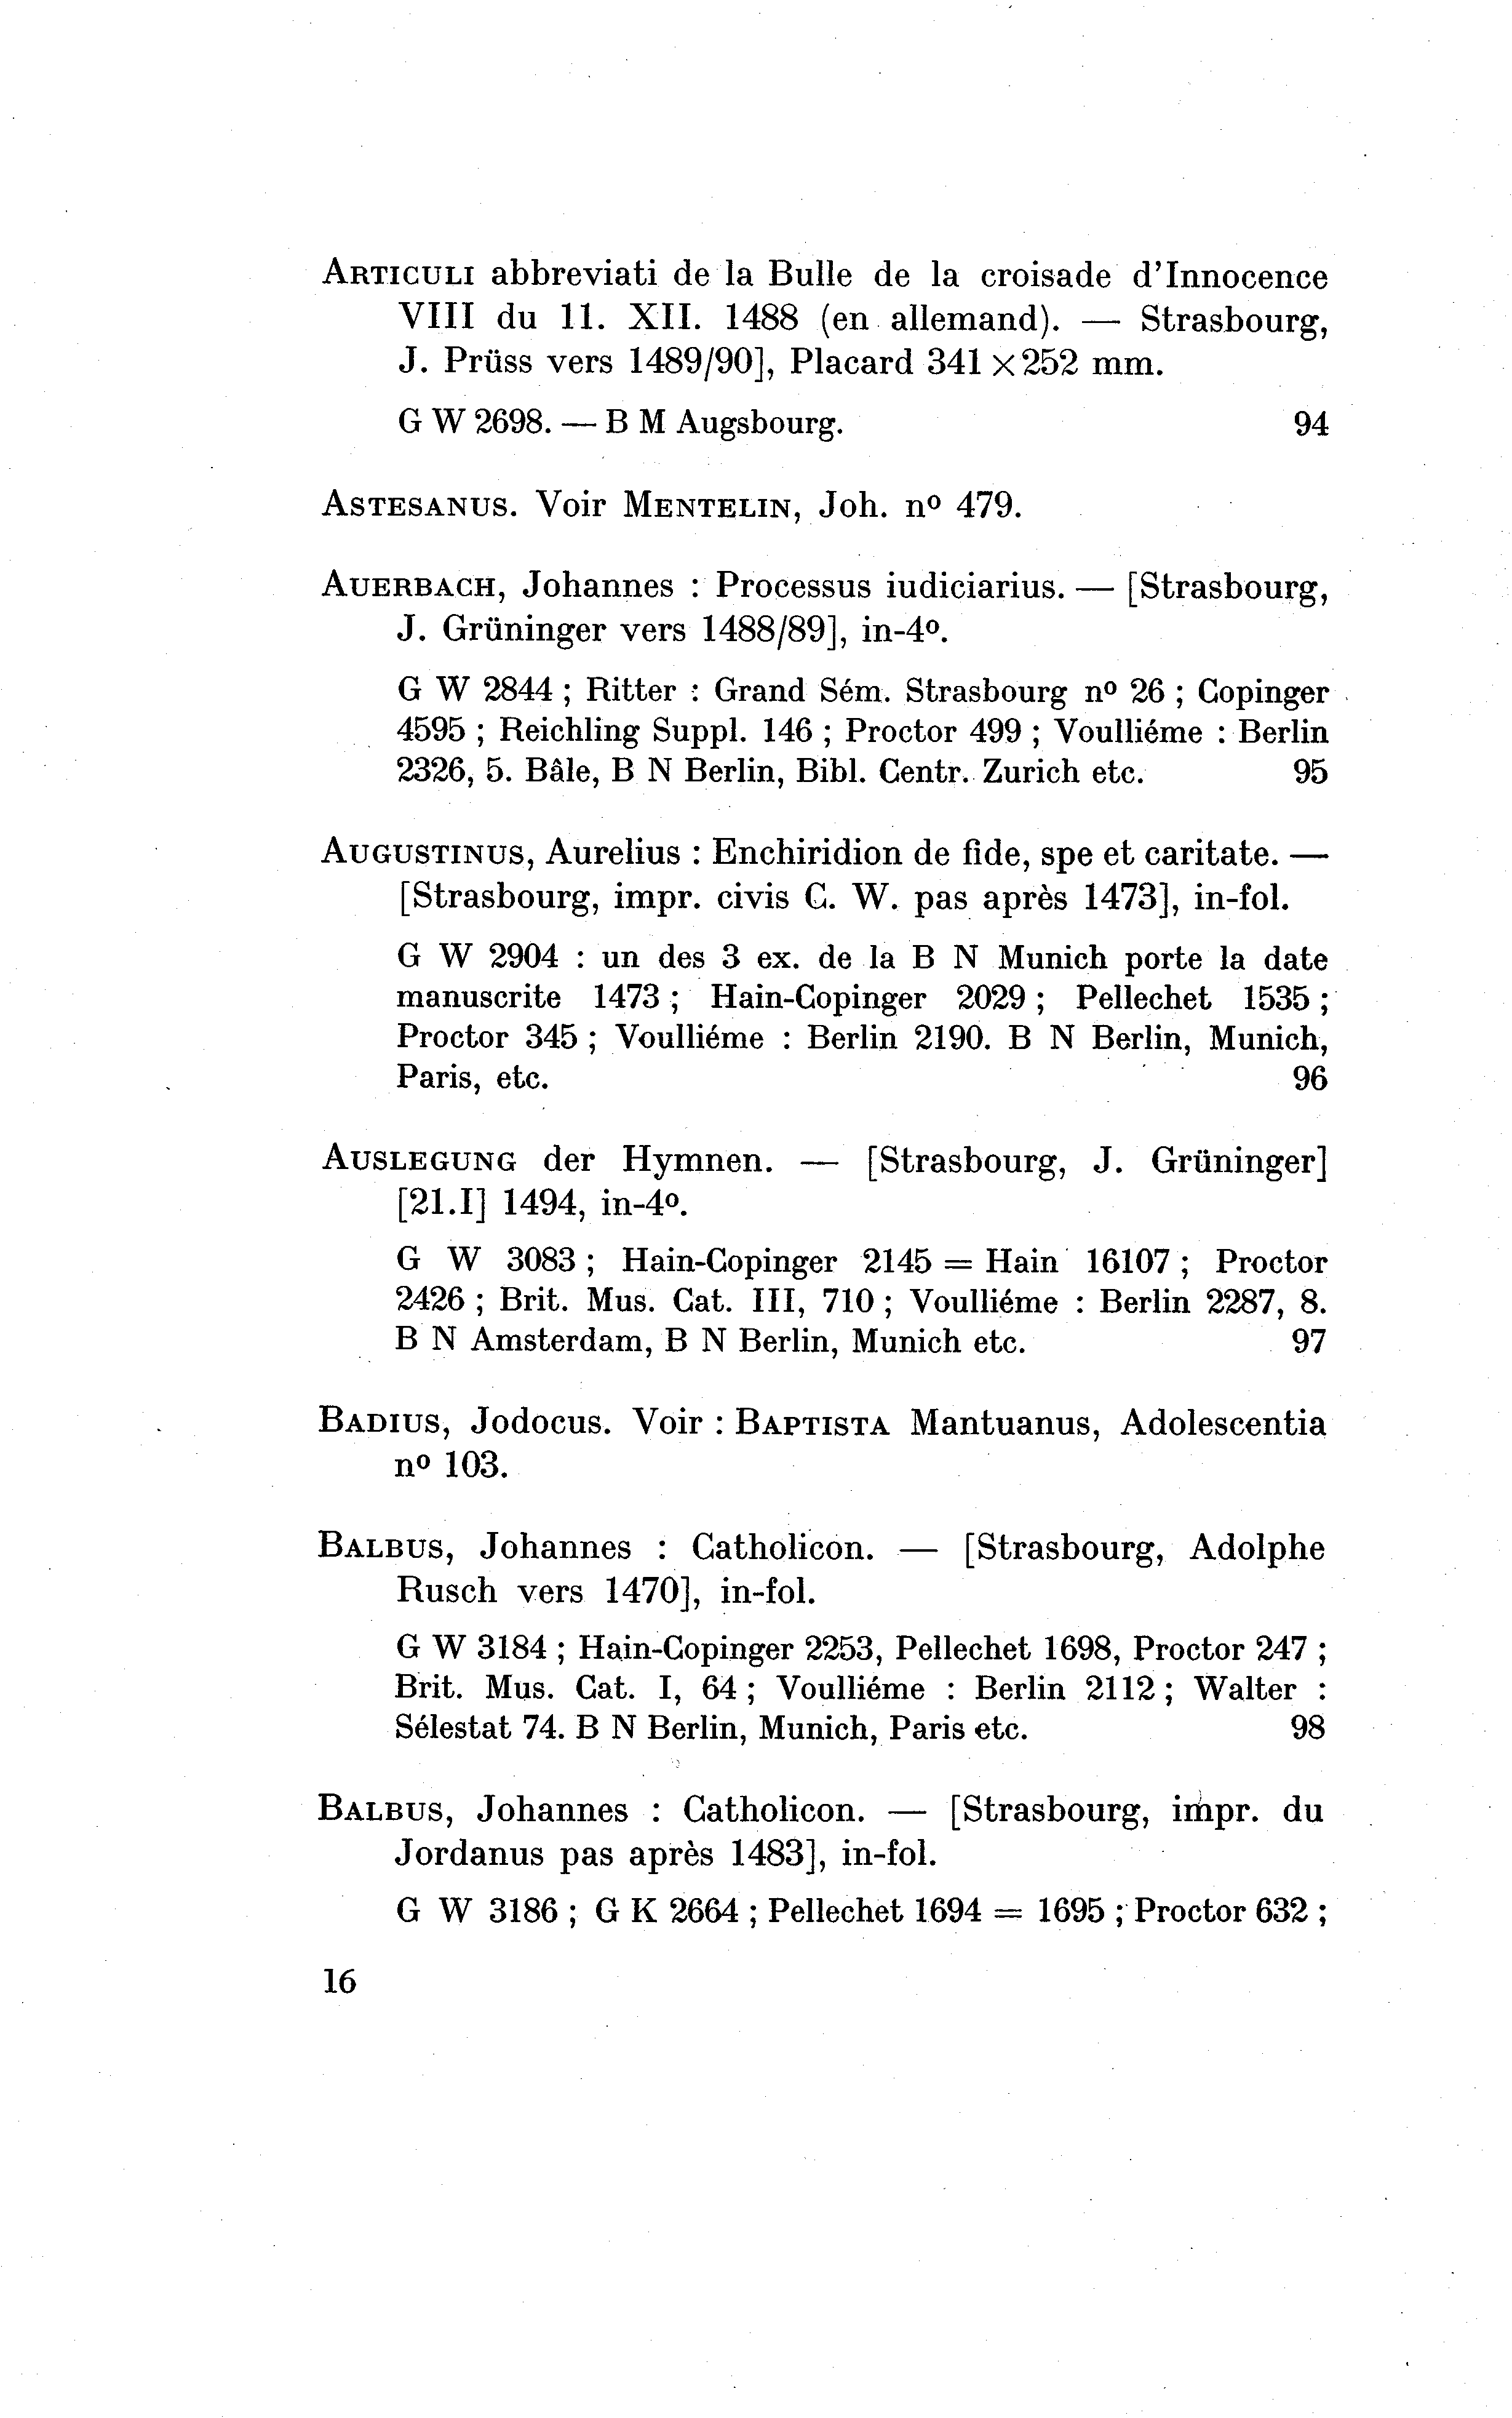 ARTICULI abbreviati de la Bulle de la croisade d'Innocence
VIII du 11. XII. 1488 (en allemand). — Strasbourg,
J. Prüss vers 1489/90], Placard 341 × 252 mm.
G W 2698. — B M Augsbourg. 94
ASTESANUS. Voir MENTELIN, Joh. nº 479.
AUERBACH, Johannes : Processus iudiciarius. — [Strasbourg,
J. Grüninger vers 1488/89], in-4º.
G W 2844 ; Ritter : Grand Sém. Strasbourg nº 26 ; Copinger
4595 ; Reichling Suppl. 146 ; Proctor 499 ; Voulliéme : Berlin
2326, 5. Bâle, B N Berlin, Bibl. Centr. Zurich etc. 95
AUGUSTINUS, Aurelius : Enchiridion de fide, spe et caritate. —
[Strasbourg, impr. civis C. W. pas après 1473], in-fol.
G W 2904 : un des 3 ex. de la B N Munich porte la date
manuscrite 1473 ; Hain-Copinger 2029 ; Pellechet 1535 ;
Proctor 345 ; Voulliéme : Berlin 2190. B N Berlin, Munich,
Paris, etc. 96
AUSLEGUNG der Hymnen. — [Strasbourg, J. Grüninger]
[21.I] 1494, in-4º.
G W 3083 ; Hain-Copinger 2145 = Hain 16107 ; Proctor
2426 ; Brit. Mus. Cat. III, 710 ; Voulliéme : Berlin 2287, 8.
B N Amsterdam, B N Berlin, Munich etc. 97
BADIUS, Jodocus. Voir : BAPTISTA Mantuanus, Adolescentia
nº 103.
BALBUS, Johannes : Catholicon. — [Strasbourg, Adolphe
Rusch vers 1470], in-fol.
G W 3184 ; Hain-Copinger 2253, Pellechet 1698, Proctor 247 ;
Brit. Mus. Cat. I, 64 ; Voulliéme : Berlin 2112 ; Walter :
Sélestat 74. B N Berlin, Munich, Paris etc. 98
BALBUS, Johannes : Catholicon. — [Strasbourg, impr. du
Jordanus pas après 1483], in-fol.
G W 3186 ; G K 2664 ; Pellechet 1694 = 1695 ; Proctor 632 ;
16